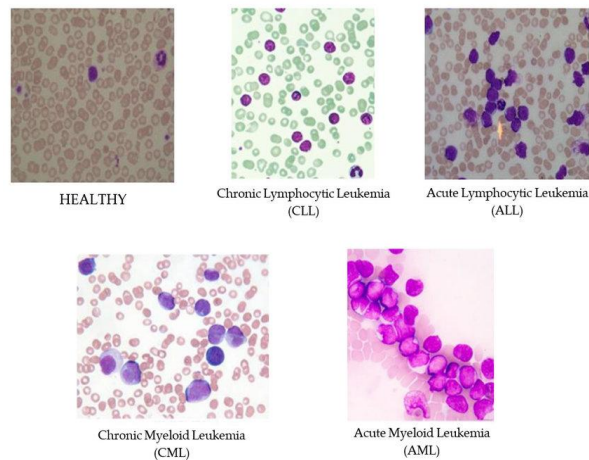 HEALTHY
Chronic Lymphocytic Leukemia
(CLL)
Acute Lymphocytic Leukemia
(ALL)
Chronic Myeloid Leukemia
(CML)
Acute Myeloid Leukemia
(AML)